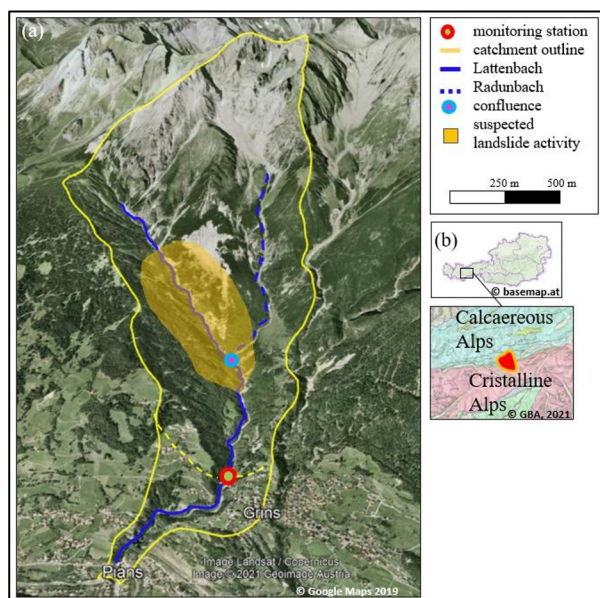 (a)
Grins
Pians
Image Landsat / Copernicus
Image © 2021 Geoimage Austria
© Google Maps 2019
monitoring station
catchment outline
Lattenbach
Radunbach
confluence
suspected
landslide activity
250 m 500 m
(b)
© basemap.at
Calcaereous
Alps
Cristalline
Alps
© GBA, 2021